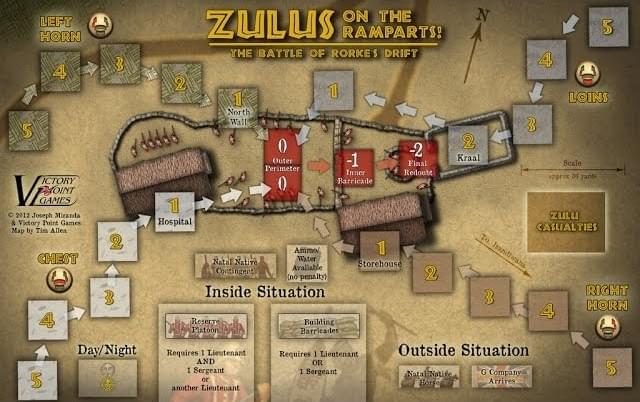 ZULUS ON THE
RAMPARTS!
THE BATTLE OF RORKE'S DRIFT
LEFT
HORN
5
4
3
2
1
North
Wall
N
5
4
LOINS
3
2
Kraal
1
0
Outer
Perimeter
0
-1
Inner
Barricade
-2
Final
Redoubt
Scale
approx 20 yards
ZULU
CASUALTIES
VICTORY
POINT
GAMES
© 2012 Joseph Miranda
& Victory Point Games
Map by Tim Allen
1
Hospital
2
3
4
5
CHEST
Natal Native
Contingent
Ammo/
Water
Available
(no penalty)
1
Storehouse
2
3
4
5
RIGHT
HORN
Inside Situation
Reserve
Platoon
Requires 1 Lieutenant
AND
1 Sergeant
or
another Lieutenant
Building
Barricades
Requires 1 Lieutenant
OR
1 Sergeant
Day/Night
Outside Situation
Natal Native
Horse
G Company
Arrives